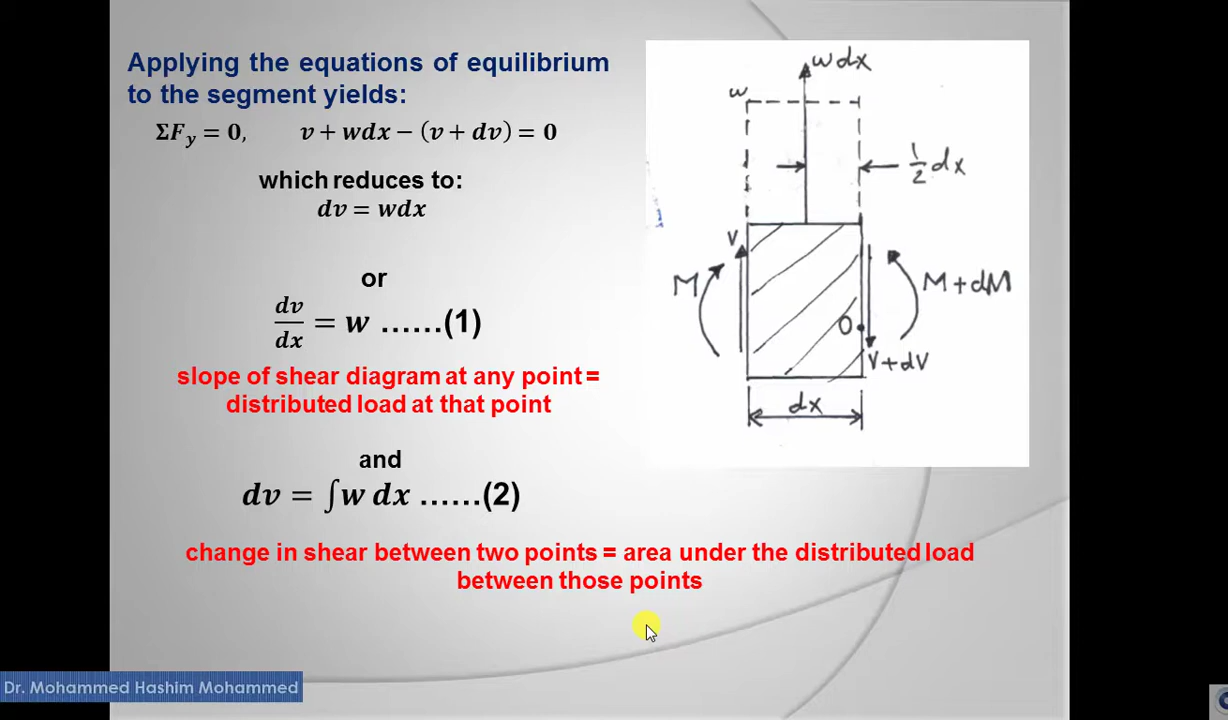 Applying the equations of equilibrium
to the segment yields:
ΣF_y = 0, v + wdx − (v + dv) = 0
which reduces to:
dv = wdx
or
dv/dx = w ......(1)
slope of shear diagram at any point =
distributed load at that point
and
dv = ∫w dx ......(2)
change in shear between two points = area under the distributed load
between those points
wdx
w
1/2 dx
V
M
M+dM
O
V+dV
dx
Dr. Mohammed Hashim Mohammed